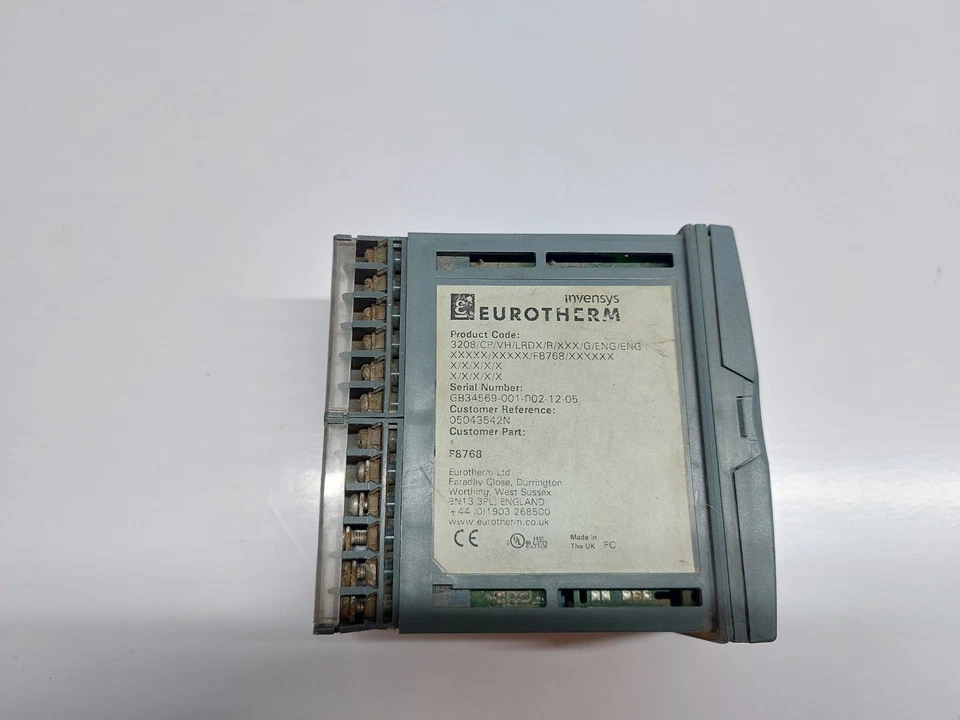 invensys
EUROTHERM
Product Code:
3208/CP/VH/LRDX/R/XXX/G/ENG/ENG
XXXXX/XXXXX/F8768/XXXXXX
X/X/X/X/X
X/X/X/X/X
Serial Number:
GB34569-001-002-12-05
Customer Reference:
05043542N
Customer Part:
F8768
Eurotherm Ltd
Faraday Close, Durrington
Worthing, West Sussex
BN13 3PL, ENGLAND
+44 (0)1903 268500
www.eurotherm.co.uk
CE
UL
Made in
The UK